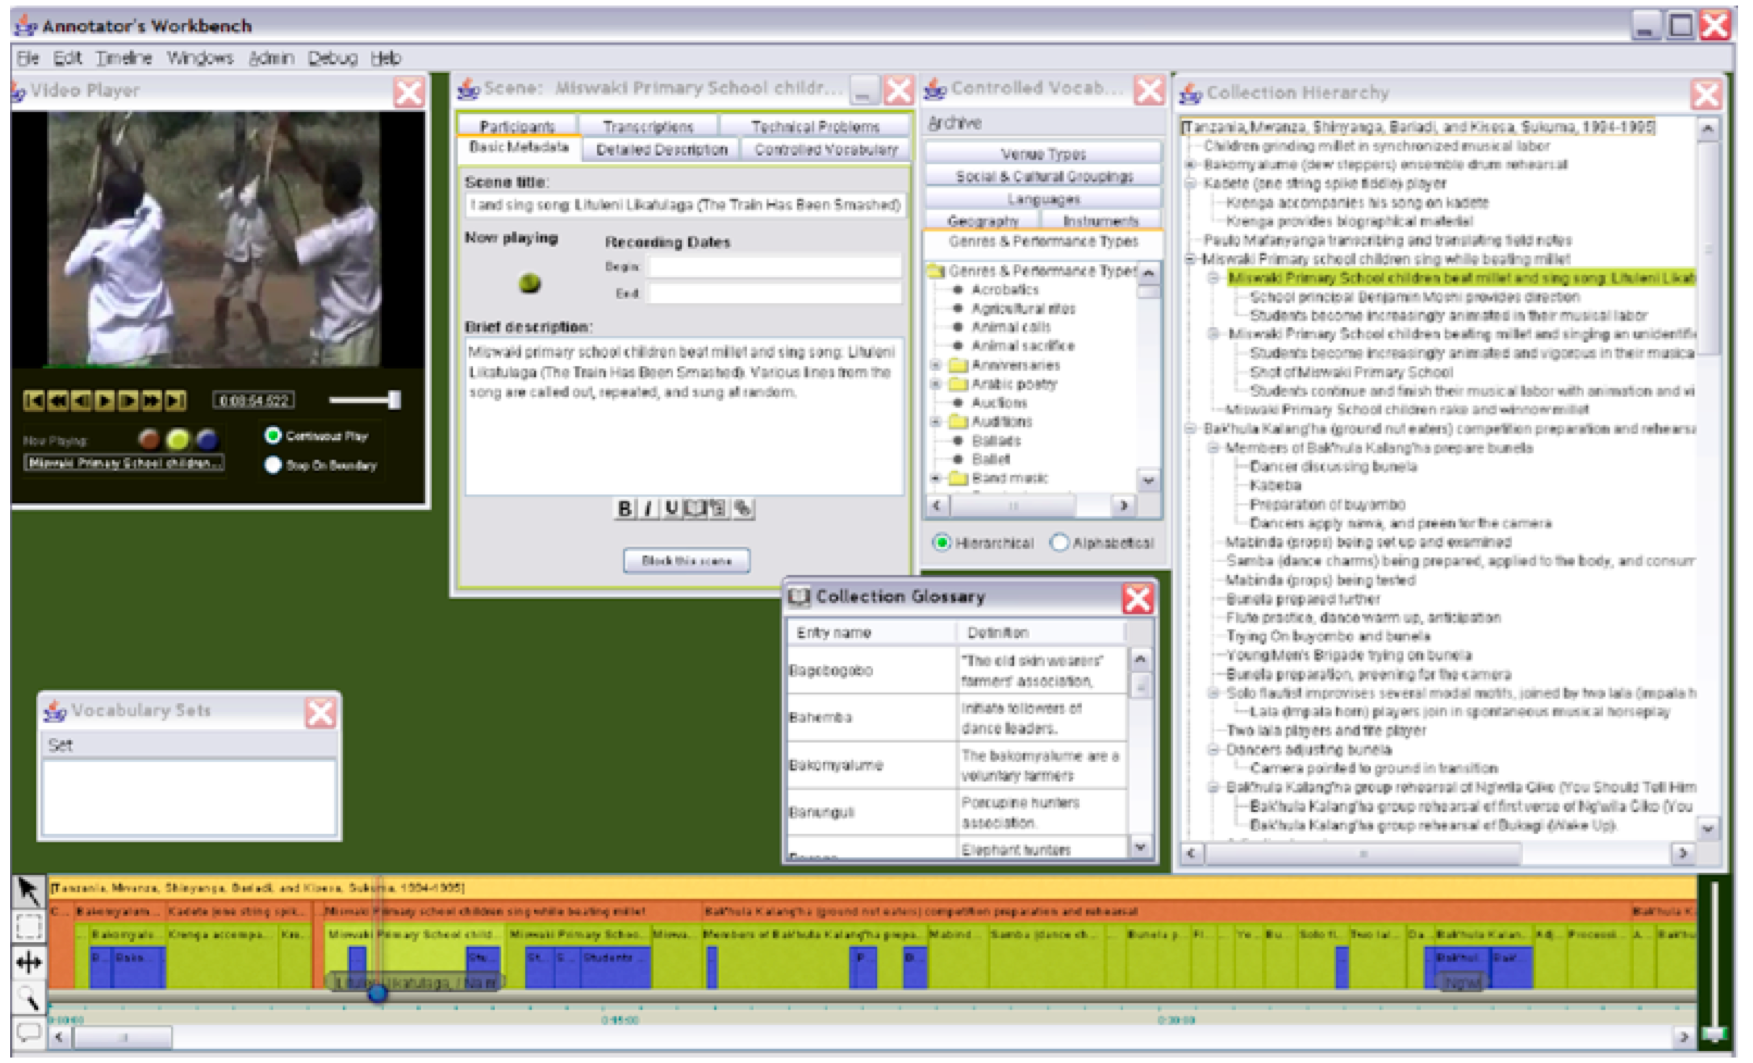 Annotator's Workbench
File Edit Timeline Windows Admin Debug Help
Video Player
0:08:54.522
Now Playing:
Miswaki Primary School children...
Continuous Play
Stop On Boundary
Scene: Miswaki Primary School childr...
Participants Transcriptions Technical Problems
Basic Metadata Detailed Description Controlled Vocabulary
Scene title:
and sing song: Lituleni Likatulaga (The Train Has Been Smashed)
Now playing
Recording Dates
Begin:
End:
Brief description:
Miswaki primary school children beat millet and sing song: Lituleni
Likatulaga (The Train Has Been Smashed). Various lines from the
song are called out, repeated, and sung at random.
B I U
Block this scene
Controlled Vocab...
Archive
Venue Types
Social & Cultural Groupings
Languages
Geography Instruments
Genres & Performance Types
Genres & Performance Types
Acrobatics
Agricultural rites
Animal calls
Animal sacrifice
Anniversaries
Arabic poetry
Auctions
Auditions
Ballads
Ballet
Band music
Hierarchical Alphabetical
Collection Hierarchy
[Tanzania, Mwanza, Shinyanga, Bariadi, and Kisesa, Sukuma, 1994-1995]
Children grinding millet in synchronized musical labor
Bakomyalume (dew steppers) ensemble drum rehearsal
Kadete (one string spike fiddle) player
Krenga accompanies his song on kadete
Krenga provides biographical material
Paulo Mafanyanga transcribing and translating field notes
Miswaki Primary School children sing while beating millet
Miswaki Primary School children beat millet and sing song: Lituleni Likat
School principal Benjamin Moshi provides direction
Students become increasingly animated in their musical labor
Miswaki Primary School children beating millet and singing an unidentifie
Students become increasingly animated and vigorous in their musica
Shot of Miswaki Primary School
Students continue and finish their musical labor with animation and vi
Miswaki Primary School children rake and winnow millet
Bak'hula Kalang'ha (ground nut eaters) competition preparation and rehearsa
Members of Bak'hula Kalang'ha prepare bunela
Dancer discussing bunela
Kabeba
Preparation of buyombo
Dancers apply nawa, and preen for the camera
Mabinda (props) being set up and examined
Samba (dance charms) being prepared, applied to the body, and consum
Mabinda (props) being tested
Bunela prepared further
Flute practice, dance warm up, anticipation
Trying On buyombo and bunela
Young Men's Brigade trying on bunela
Bunela preparation, preening for the camera
Solo flautist improvises several modal motifs, joined by two lala (impala h
Lala (impala horn) players join in spontaneous musical horseplay
Two lala players and fife player
Dancers adjusting bunela
Camera pointed to ground in transition
Bak'hula Kalang'ha group rehearsal of Ng'wila Giko (You Should Tell Him
Bak'hula Kalang'ha group rehearsal of first verse of Ng'wila Giko (You
Bak'hula Kalang'ha group rehearsal of Bukagi (Wake Up).
Collection Glossary
Entry name Definition
Bagobogobo "The old skin wearers" farmers' association,
Bahemba Initiate followers of dance leaders.
Bakomyalume The bakomyalume are a voluntary farmers
Banunguli Porcupine hunters association.
Elephant hunters
Vocabulary Sets
Set
[Tanzania, Mwanza, Shinyanga, Bariadi, and Kisesa, Sukuma, 1994-1995]
C... Bakomyalum... Kadete (one string spik... Miswaki Primary school children sing while beating millet Bak'hula Kalang'ha (ground nut eaters) competition preparation and rehearsal Bak'hula K
Bakomyalu... Krenga accompa... Kre... Miswaki Primary School child... Miswaki Primary Schoo... Miswa... Members of Bak'hula Kalang'ha prepa... Mabind... Samba (dance ch... Bunela p... Fl... Yo... Bu... Solo fl... Two lal... Da... Bak'hula Kalan... Adj... Processi... A... Bak'hu
P... Bako... Stu... St... S... Students ... P... D... Bak'hul... Bak'...
Ng'wi
0:00:00 0:15:00 0:30:00